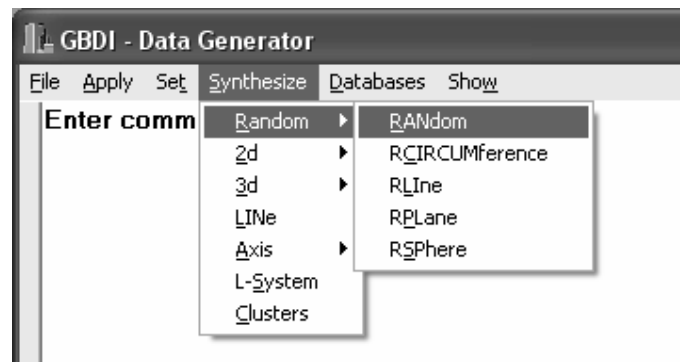 GBDI - Data Generator
File Apply Set Synthesize Databases Show
Enter comm
Random RANdom
2d RCIRCUMference
3d RLIne
LINe RPLane
Axis RSPhere
L-System
Clusters